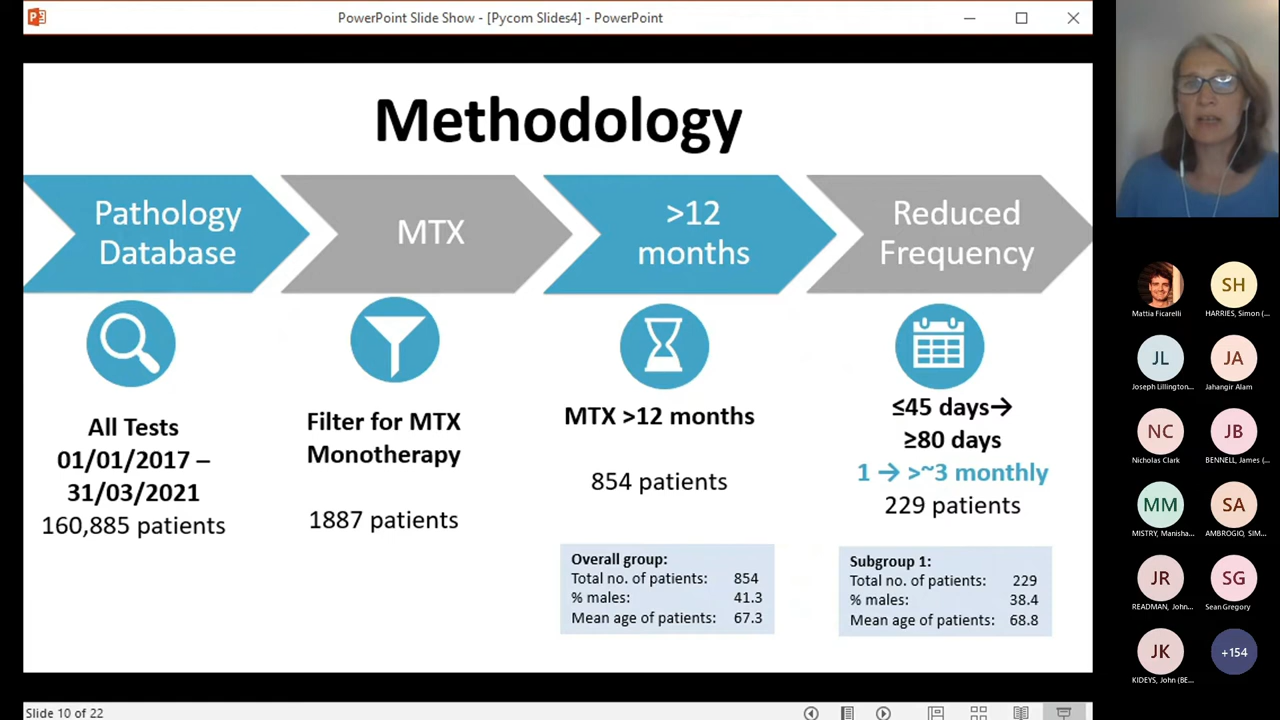 PowerPoint Slide Show - [Pycom Slides4] - PowerPoint
Methodology
Pathology
Database
MTX
>12
months
Reduced
Frequency
All Tests
01/01/2017 –
31/03/2021
160,885 patients
Filter for MTX
Monotherapy
1887 patients
MTX >12 months
854 patients
≤45 days→
≥80 days
1 → >~3 monthly
229 patients
Overall group:
Total no. of patients: 854
% males: 41.3
Mean age of patients: 67.3
Subgroup 1:
Total no. of patients: 229
% males: 38.4
Mean age of patients: 68.8
Slide 10 of 22
SH
Mattia Ficarelli
HARRIES, Simon (...
JL
JA
Joseph Lillington...
Jahangir Alam
NC
JB
Nicholas Clark
BENNELL, James (...
MM
SA
MISTRY, Manisha...
AMBROGIO, SIM...
JR
SG
READMAN, John...
Sean Gregory
JK
+154
KIDEYS, John (BE...